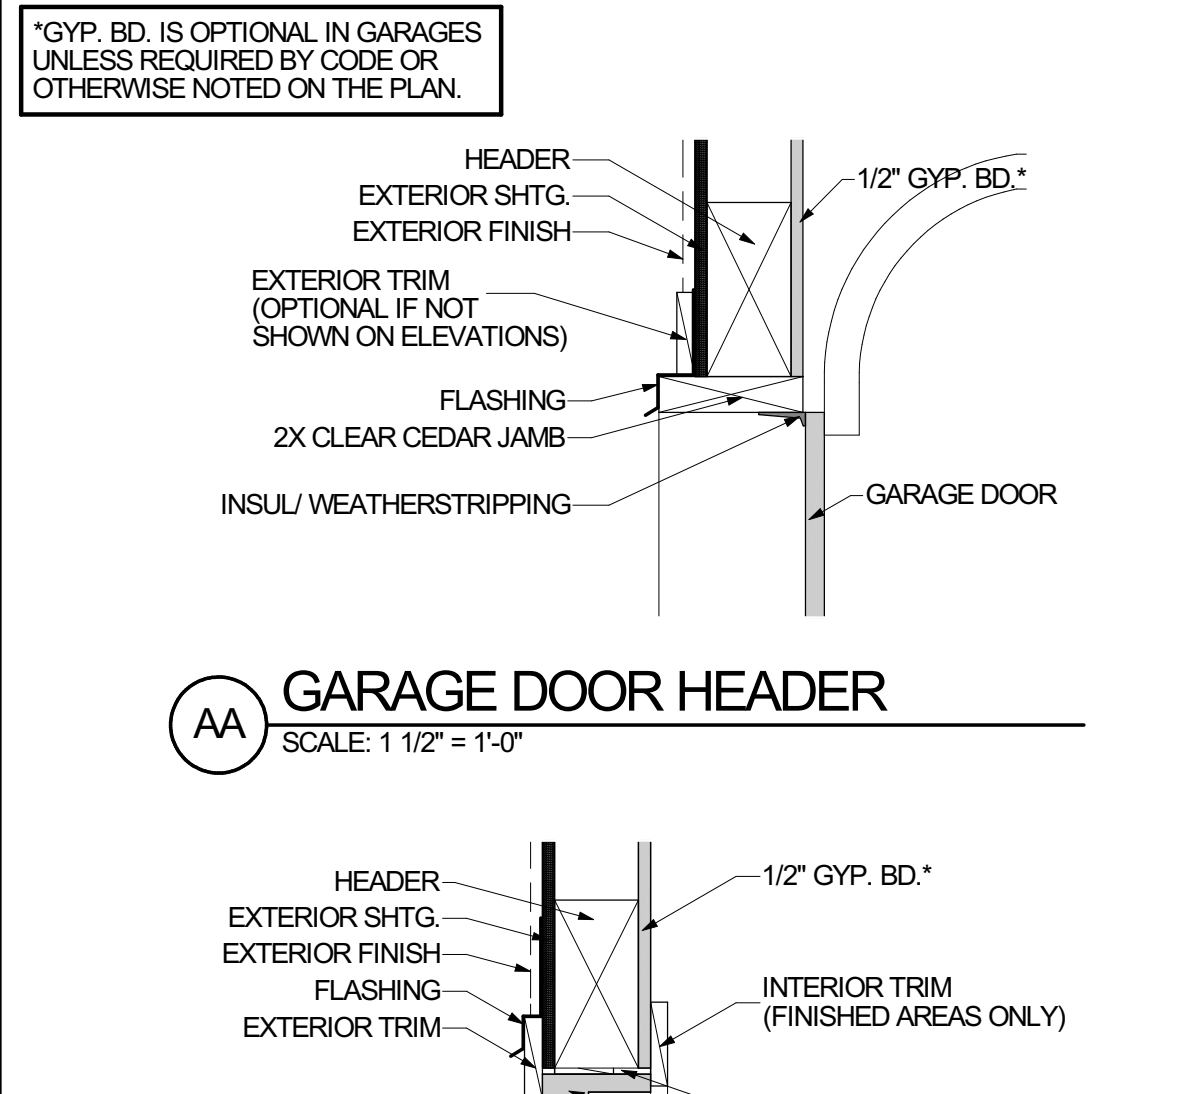 *GYP. BD. IS OPTIONAL IN GARAGES
UNLESS REQUIRED BY CODE OR
OTHERWISE NOTED ON THE PLAN.
HEADER
EXTERIOR SHTG.
EXTERIOR FINISH
EXTERIOR TRIM
(OPTIONAL IF NOT
SHOWN ON ELEVATIONS)
FLASHING
2X CLEAR CEDAR JAMB
INSUL/ WEATHERSTRIPPING
1/2" GYP. BD.*
GARAGE DOOR
AA
GARAGE DOOR HEADER
SCALE: 1 1/2" = 1'-0"
HEADER
EXTERIOR SHTG.
EXTERIOR FINISH
FLASHING
EXTERIOR TRIM
1/2" GYP. BD.*
INTERIOR TRIM
(FINISHED AREAS ONLY)